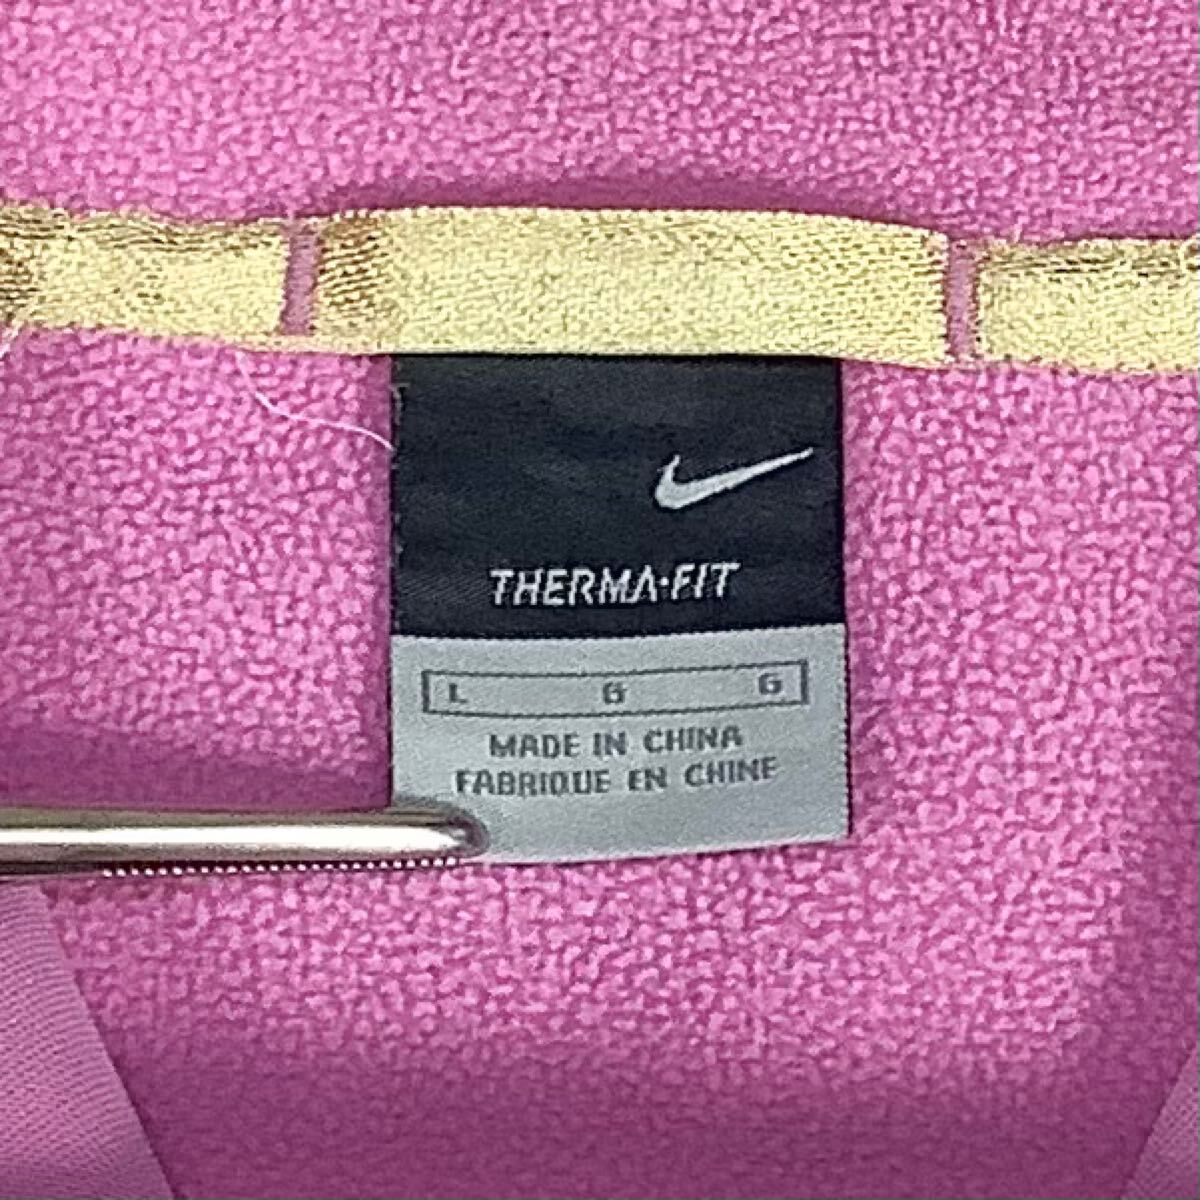 THERMA·FIT
L G G
MADE IN CHINA
FABRIQUE EN CHINE